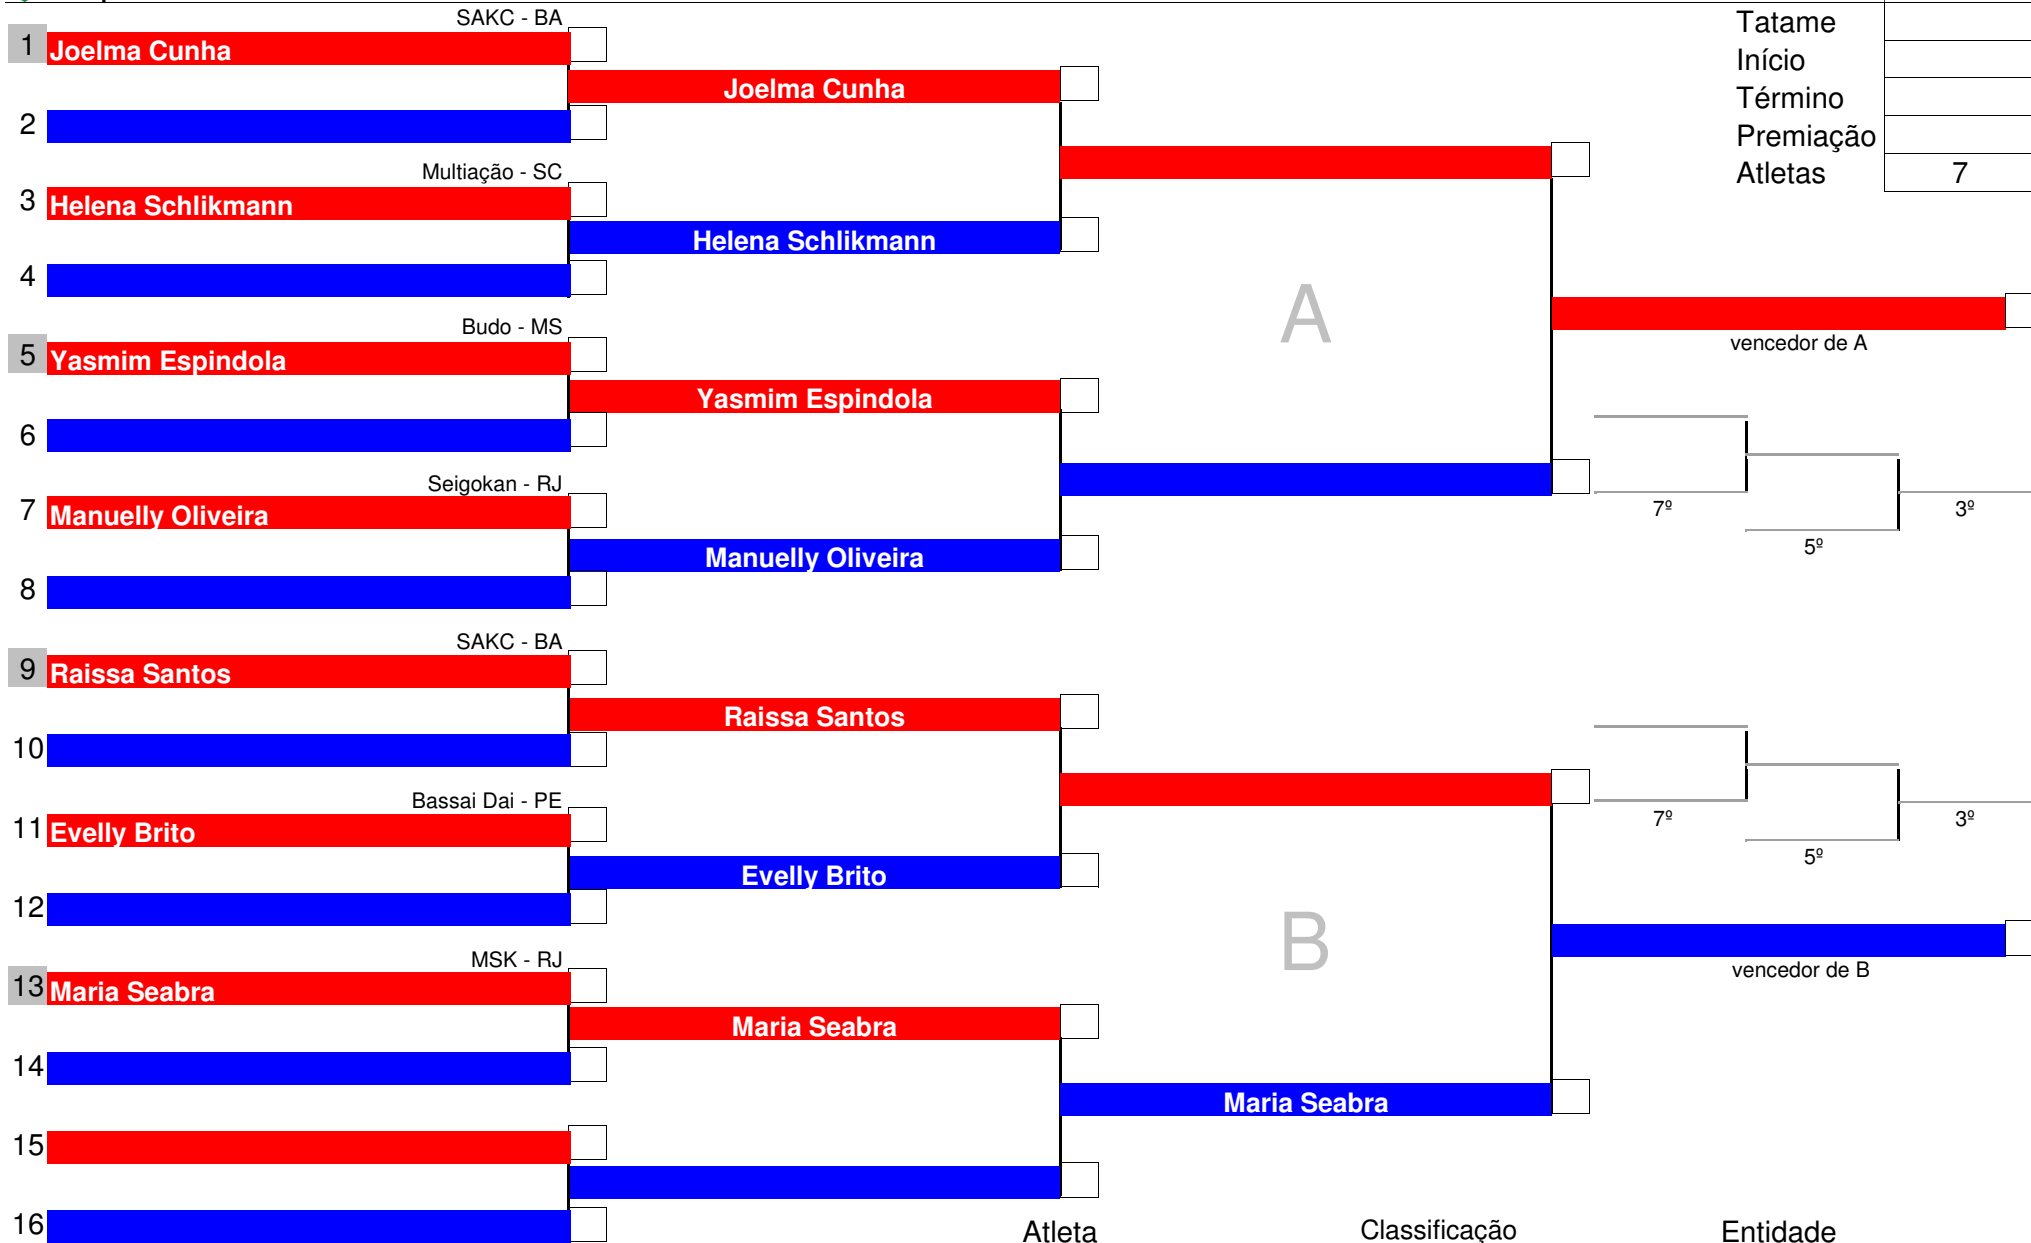 SAKC - BA
Tatame
1 Joelma Cunha
Início
Joelma Cunha
Término
2
Premiação
Multiação - SC
Atletas 7
3 Helena Schlikmann
Helena Schlikmann
4
A
Budo - MS
vencedor de A
5 Yasmim Espindola
Yasmim Espindola
6
Seigokan - RJ
7 Manuelly Oliveira
7º 3º
5º
Manuelly Oliveira
8
SAKC - BA
9 Raissa Santos
Raissa Santos
10
Bassai Dai - PE
7º 3º
11 Evelly Brito
5º
Evelly Brito
12
B
MSK - RJ
vencedor de B
13 Maria Seabra
Maria Seabra
14
Maria Seabra
15
16
Atleta Classificação Entidade